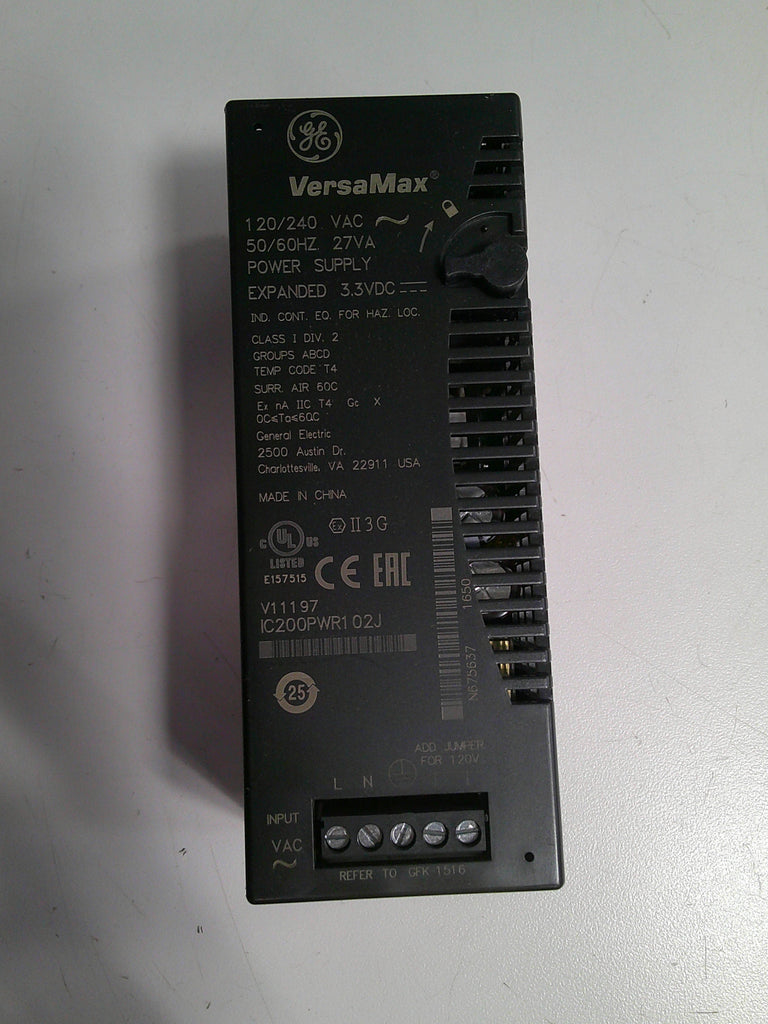 GE
VersaMax®
120/240 VAC ~
50/60HZ. 27VA
POWER SUPPLY
EXPANDED 3.3VDC ⎓
IND. CONT. EQ. FOR HAZ. LOC.
CLASS I DIV. 2
GROUPS ABCD
TEMP CODE T4
SURR. AIR 60C
Ex nA IIC T4 Gc X
0C≤Ta≤60C
General Electric
2500 Austin Dr.
Charlottesville, VA 22911 USA
MADE IN CHINA
C UL US
LISTED
E157515
Ex II 3 G
CE EAC
V11197
IC200PWR102J
1650
N675637
25
ADD JUMPER
FOR 120V
L N
INPUT
VAC
~
REFER TO GFK 1516